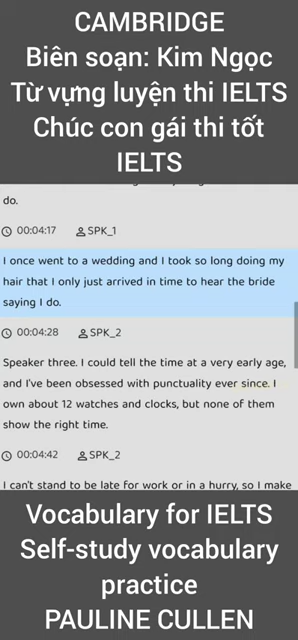 CAMBRIDGE
Biên soạn: Kim Ngọc
Từ vựng luyện thi IELTS
Chúc con gái thi tốt
IELTS
do.
00:04:17 SPK_1
I once went to a wedding and I took so long doing my
hair that I only just arrived in time to hear the bride
saying I do.
00:04:28 SPK_2
Speaker three. I could tell the time at a very early age,
and I've been obsessed with punctuality ever since. I
own about 12 watches and clocks, but none of them
show the right time.
00:04:42 SPK_2
I can't stand to be late for work or in a hurry, so I make
Vocabulary for IELTS
Self-study vocabulary
practice
PAULINE CULLEN